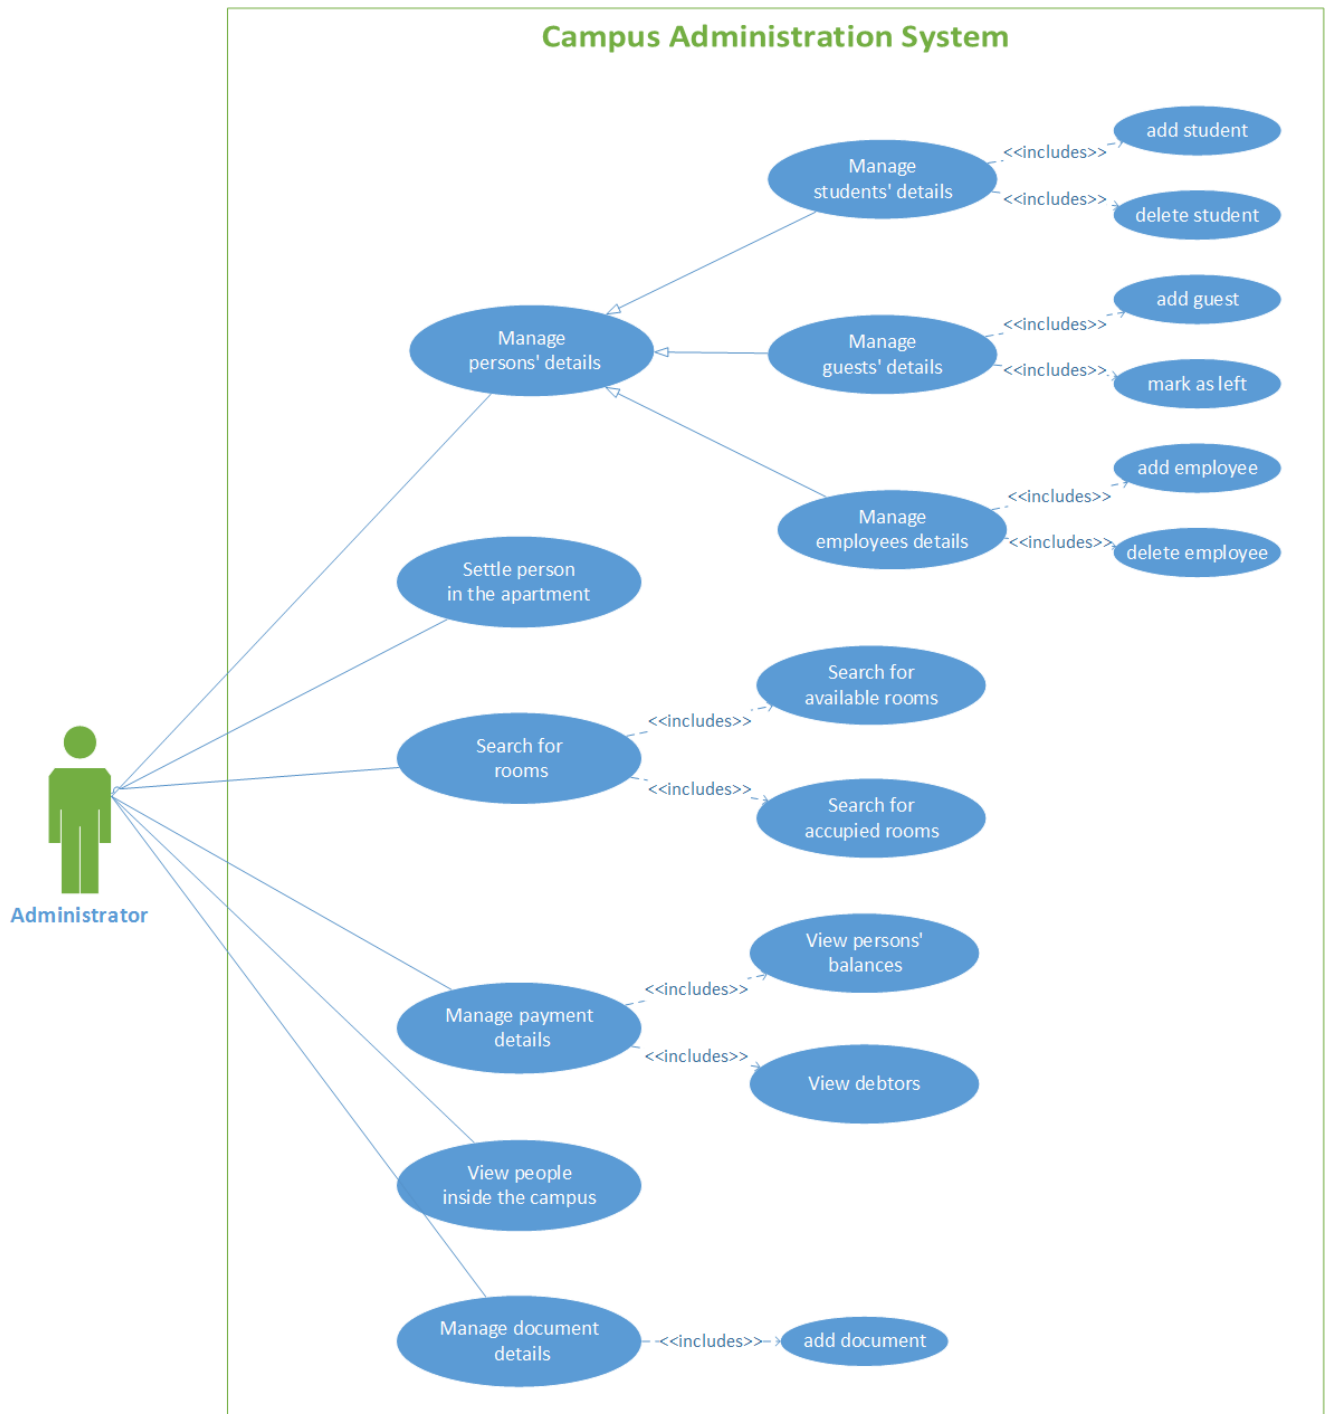 Campus Administration System
add student
<<includes>>
Manage
students' details
<<includes>>
delete student
add guest
<<includes>>
Manage
persons' details
Manage
guests' details
<<includes>>
mark as left
add employee
<<includes>>
Manage
employees details
<<includes>>
delete employee
Settle person
in the apartment
Search for
available rooms
<<includes>>
Search for
rooms
<<includes>>
Search for
accupied rooms
Administrator
View persons'
balances
<<includes>>
Manage payment
details
<<includes>>
View debtors
View people
inside the campus
Manage document
details
<<includes>>
add document